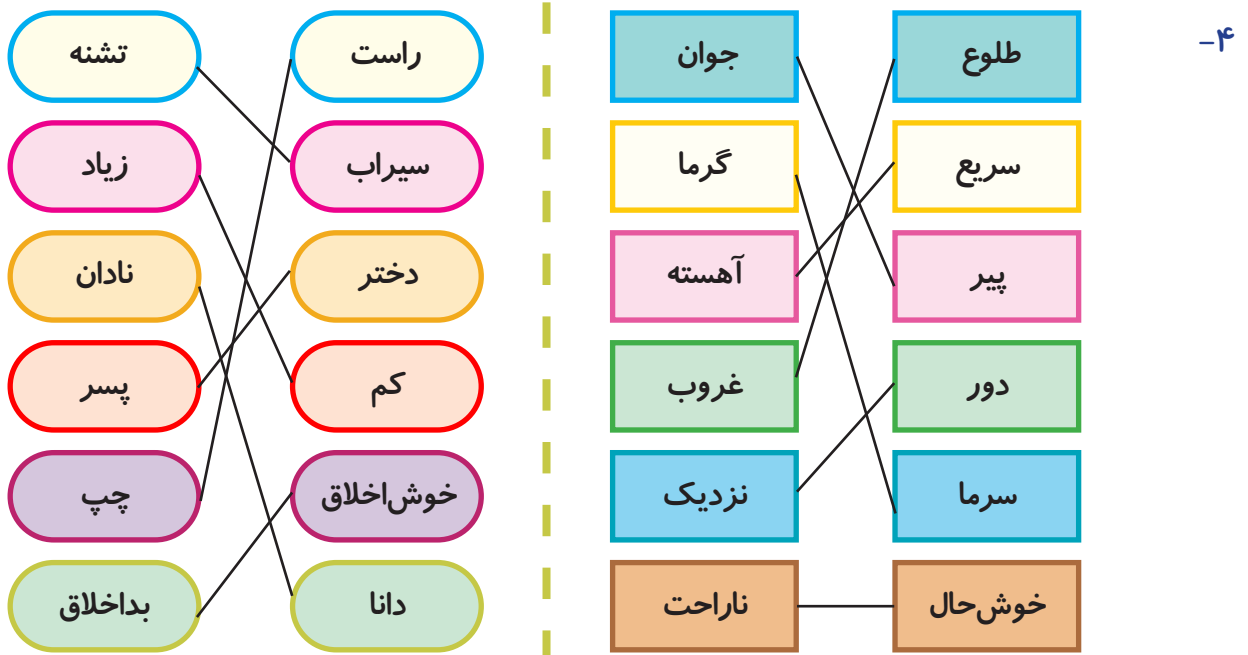 ۴-
طلوع جوان
سریع گرما
پیر آهسته
دور غروب
سرما نزدیک
خوش‌حال ناراحت
راست تشنه
سیراب زیاد
دختر نادان
کم پسر
خوش‌اخلاق چپ
دانا بداخلاق